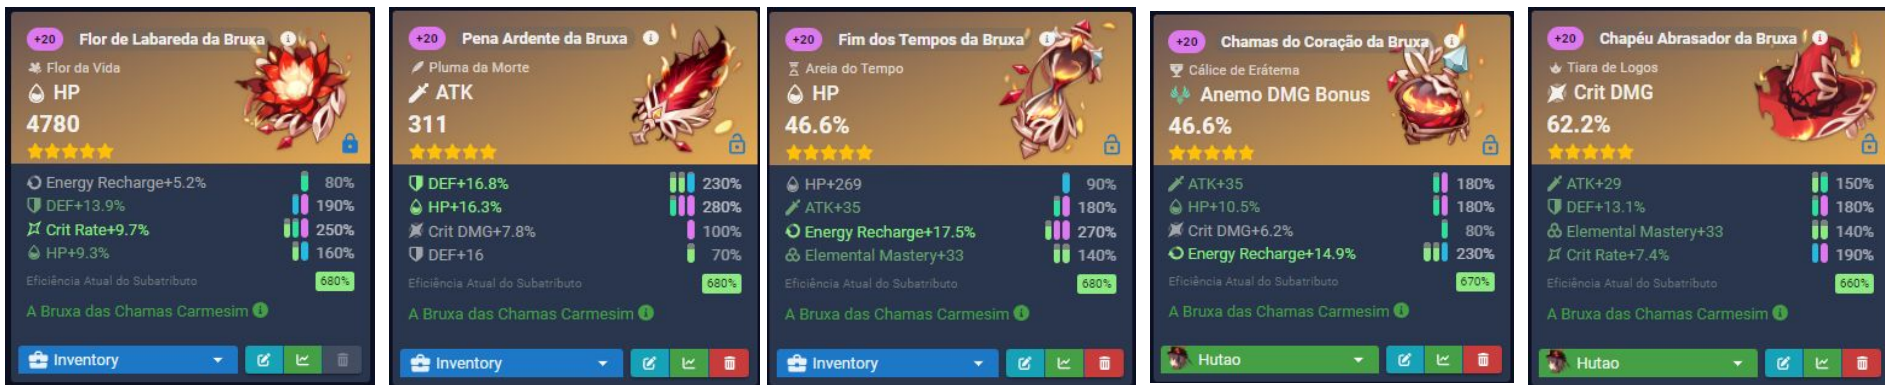 +20 Flor de Labareda da Bruxa
Flor da Vida
HP
4780
Energy Recharge+5.2% 80%
DEF+13.9% 190%
Crit Rate+9.7% 250%
HP+9.3% 160%
Eficiência Atual do Subatributo 680%
A Bruxa das Chamas Carmesim
Inventory
+20 Pena Ardente da Bruxa
Pluma da Morte
ATK
311
DEF+16.8% 230%
HP+16.3% 280%
Crit DMG+7.8% 100%
DEF+16 70%
Eficiência Atual do Subatributo 680%
A Bruxa das Chamas Carmesim
Inventory
+20 Fim dos Tempos da Bruxa
Areia do Tempo
HP
46.6%
HP+269 90%
ATK+35 180%
Energy Recharge+17.5% 270%
Elemental Mastery+33 140%
Eficiência Atual do Subatributo 680%
A Bruxa das Chamas Carmesim
Inventory
+20 Chamas do Coração da Bruxa
Cálice de Erátema
Anemo DMG Bonus
46.6%
ATK+35 180%
HP+10.5% 180%
Crit DMG+6.2% 80%
Energy Recharge+14.9% 230%
Eficiência Atual do Subatributo 670%
A Bruxa das Chamas Carmesim
Hutao
+20 Chapéu Abrasador da Bruxa
Tiara de Logos
Crit DMG
62.2%
ATK+29 150%
DEF+13.1% 180%
Elemental Mastery+33 140%
Crit Rate+7.4% 190%
Eficiência Atual do Subatributo 660%
A Bruxa das Chamas Carmesim
Hutao